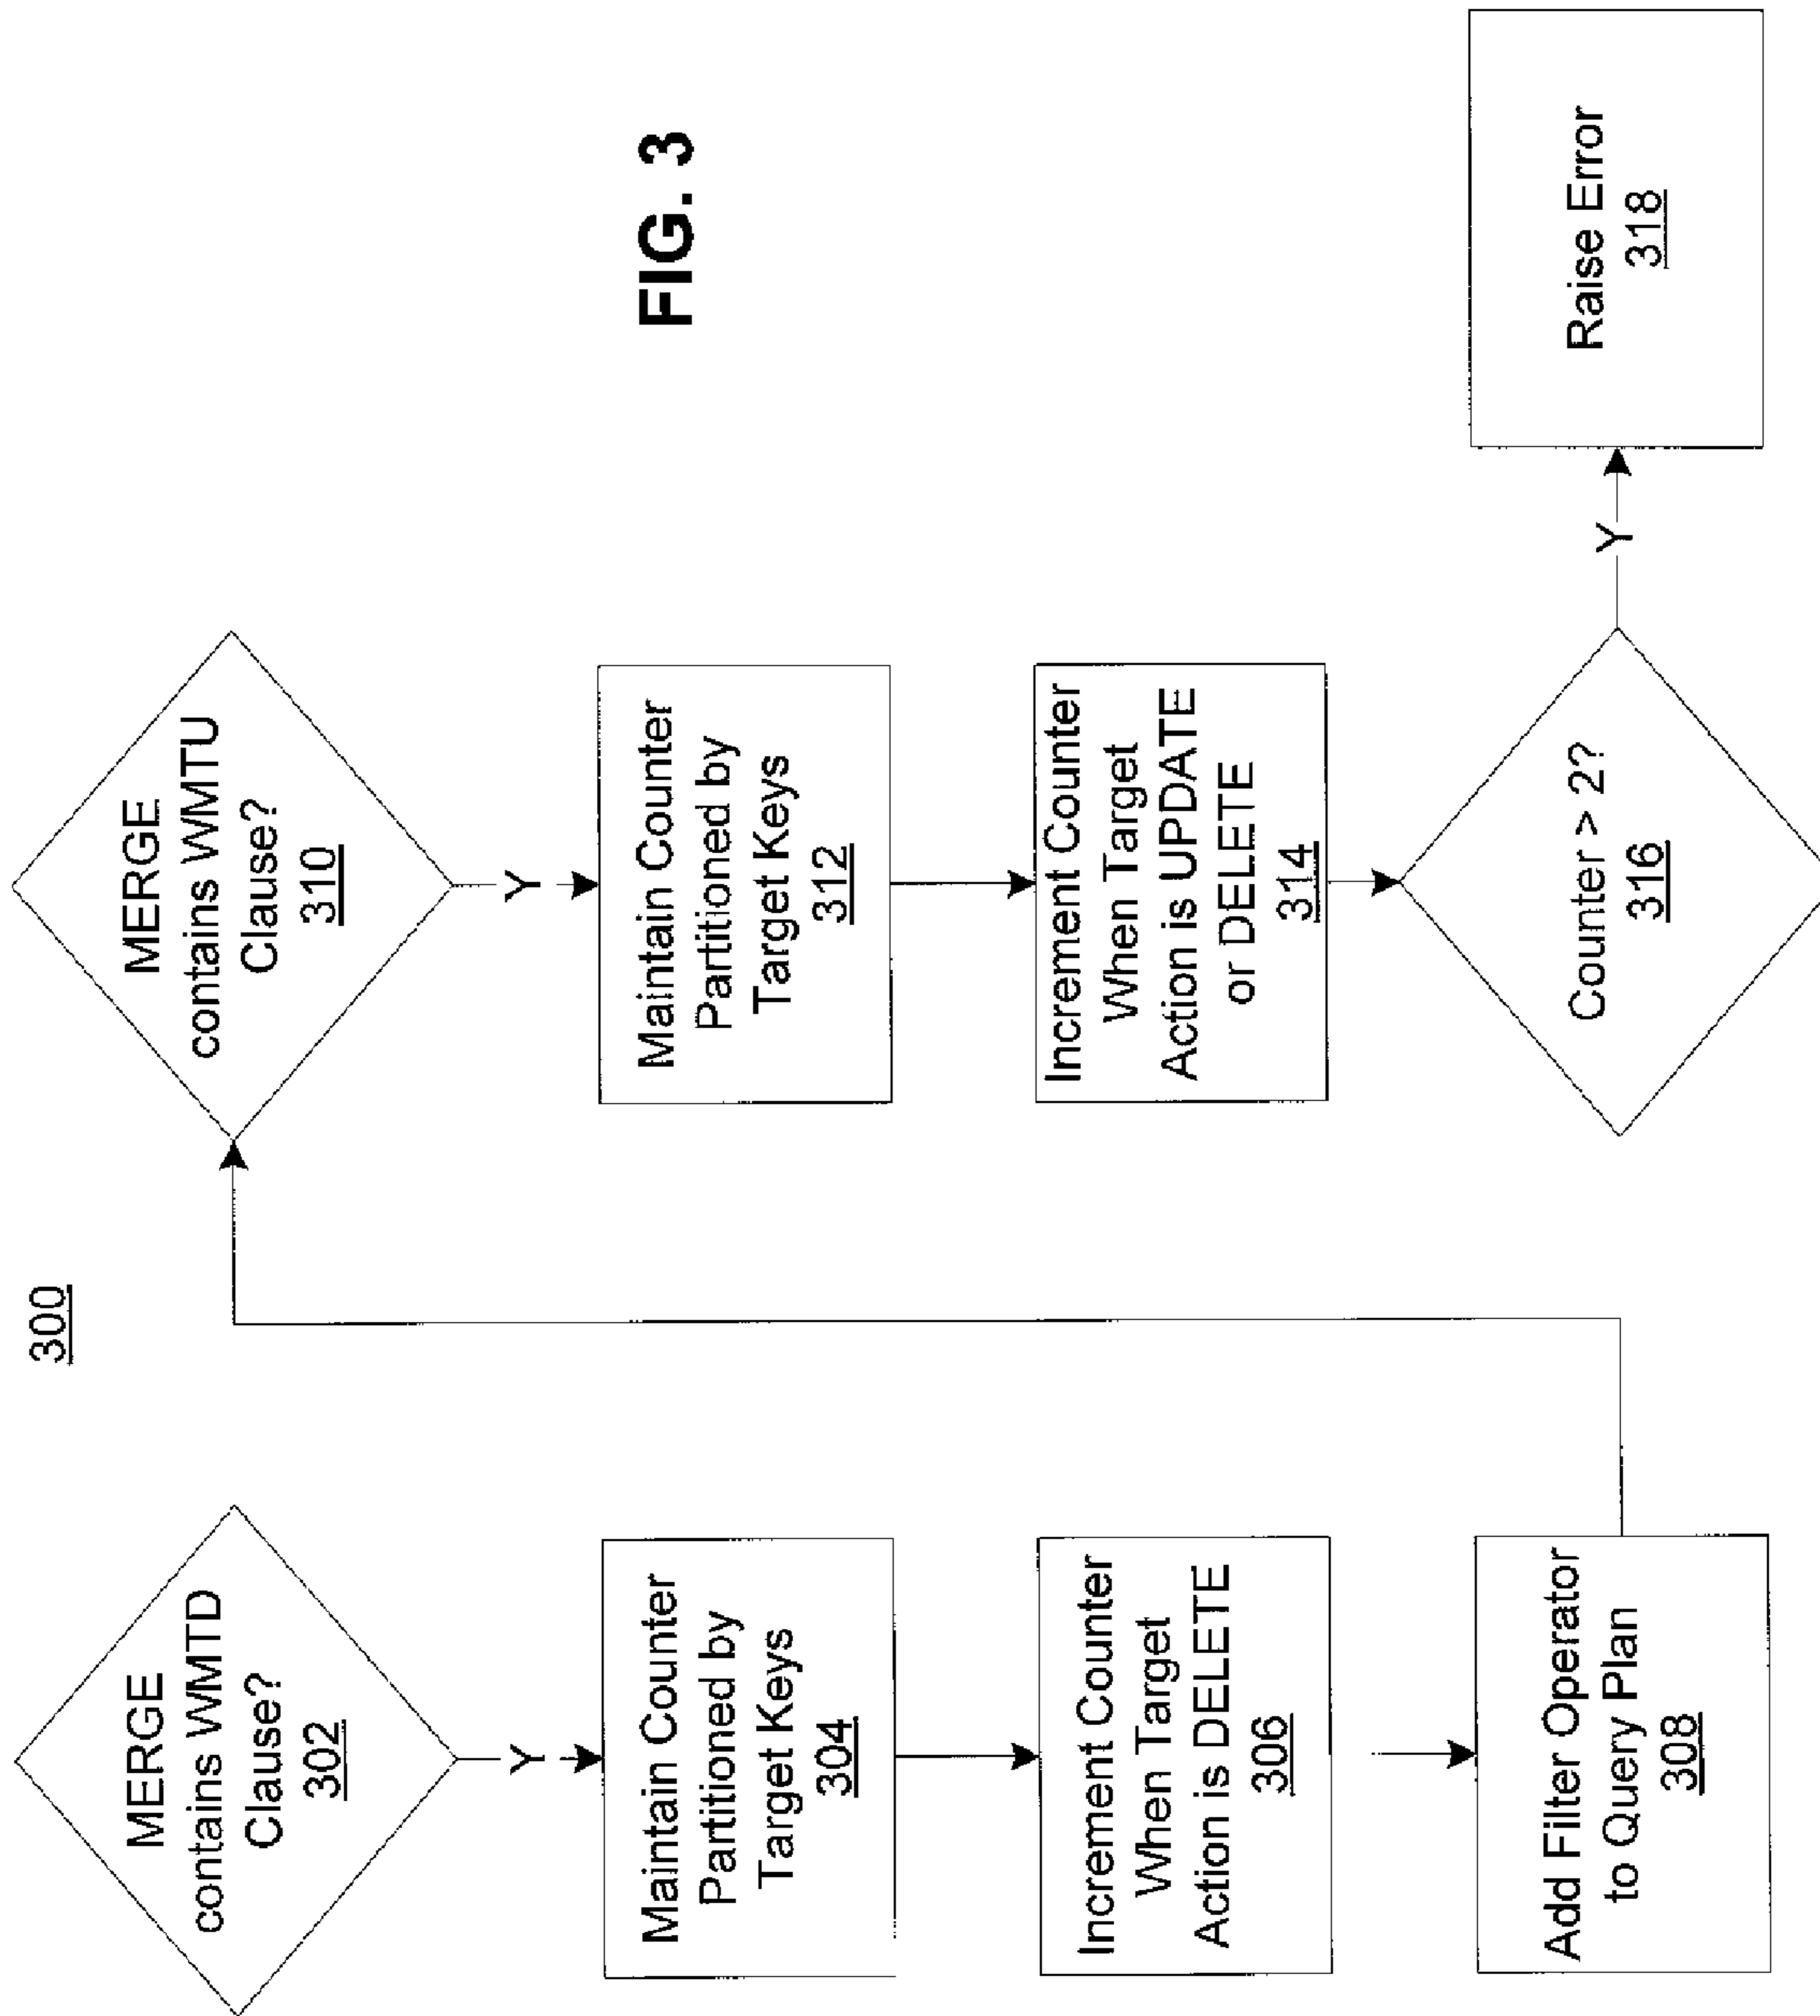 300
MERGE
contains WMTD
Clause?
302
Y
Maintain Counter
Partitioned by
Target Keys
304
Increment Counter
When Target
Action is DELETE
306
Add Filter Operator
to Query Plan
308
MERGE
contains WMTU
Clause?
310
Y
Maintain Counter
Partitioned by
Target Keys
312
Increment Counter
When Target
Action is UPDATE
or DELETE
314
Counter > 2?
316
Y
Raise Error
318
FIG. 3